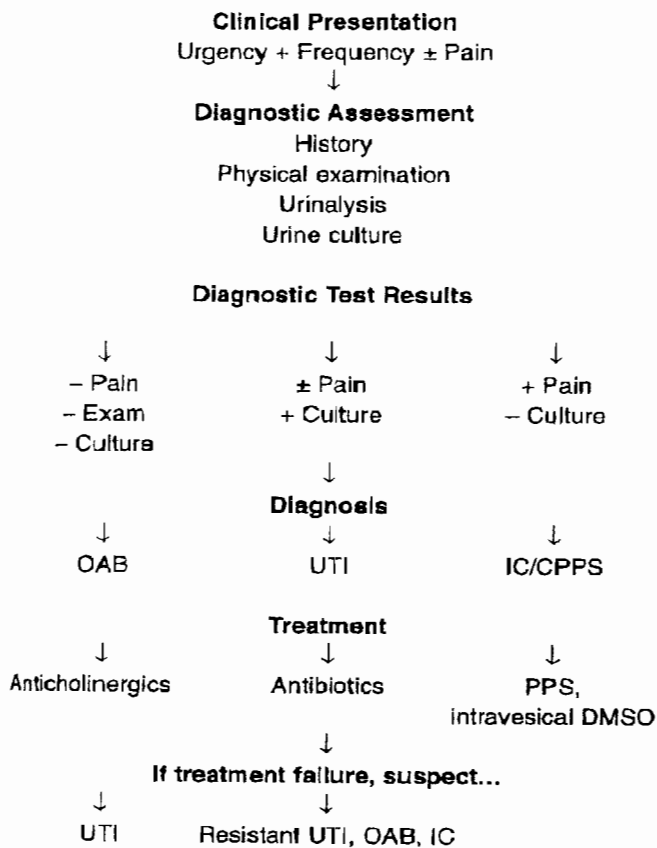 Clinical Presentation
Urgency + Frequency ± Pain
↓
Diagnostic Assessment
History
Physical examination
Urinalysis
Urine culture
Diagnostic Test Results
↓ ↓ ↓
– Pain ± Pain + Pain
– Exam + Culture – Culture
– Culture
↓
Diagnosis
↓ ↓ ↓
OAB UTI IC/CPPS
Treatment
↓ ↓ ↓
Anticholinergics Antibiotics PPS,
intravesical DMSO
↓
If treatment failure, suspect...
↓ ↓
UTI Resistant UTI, OAB, IC